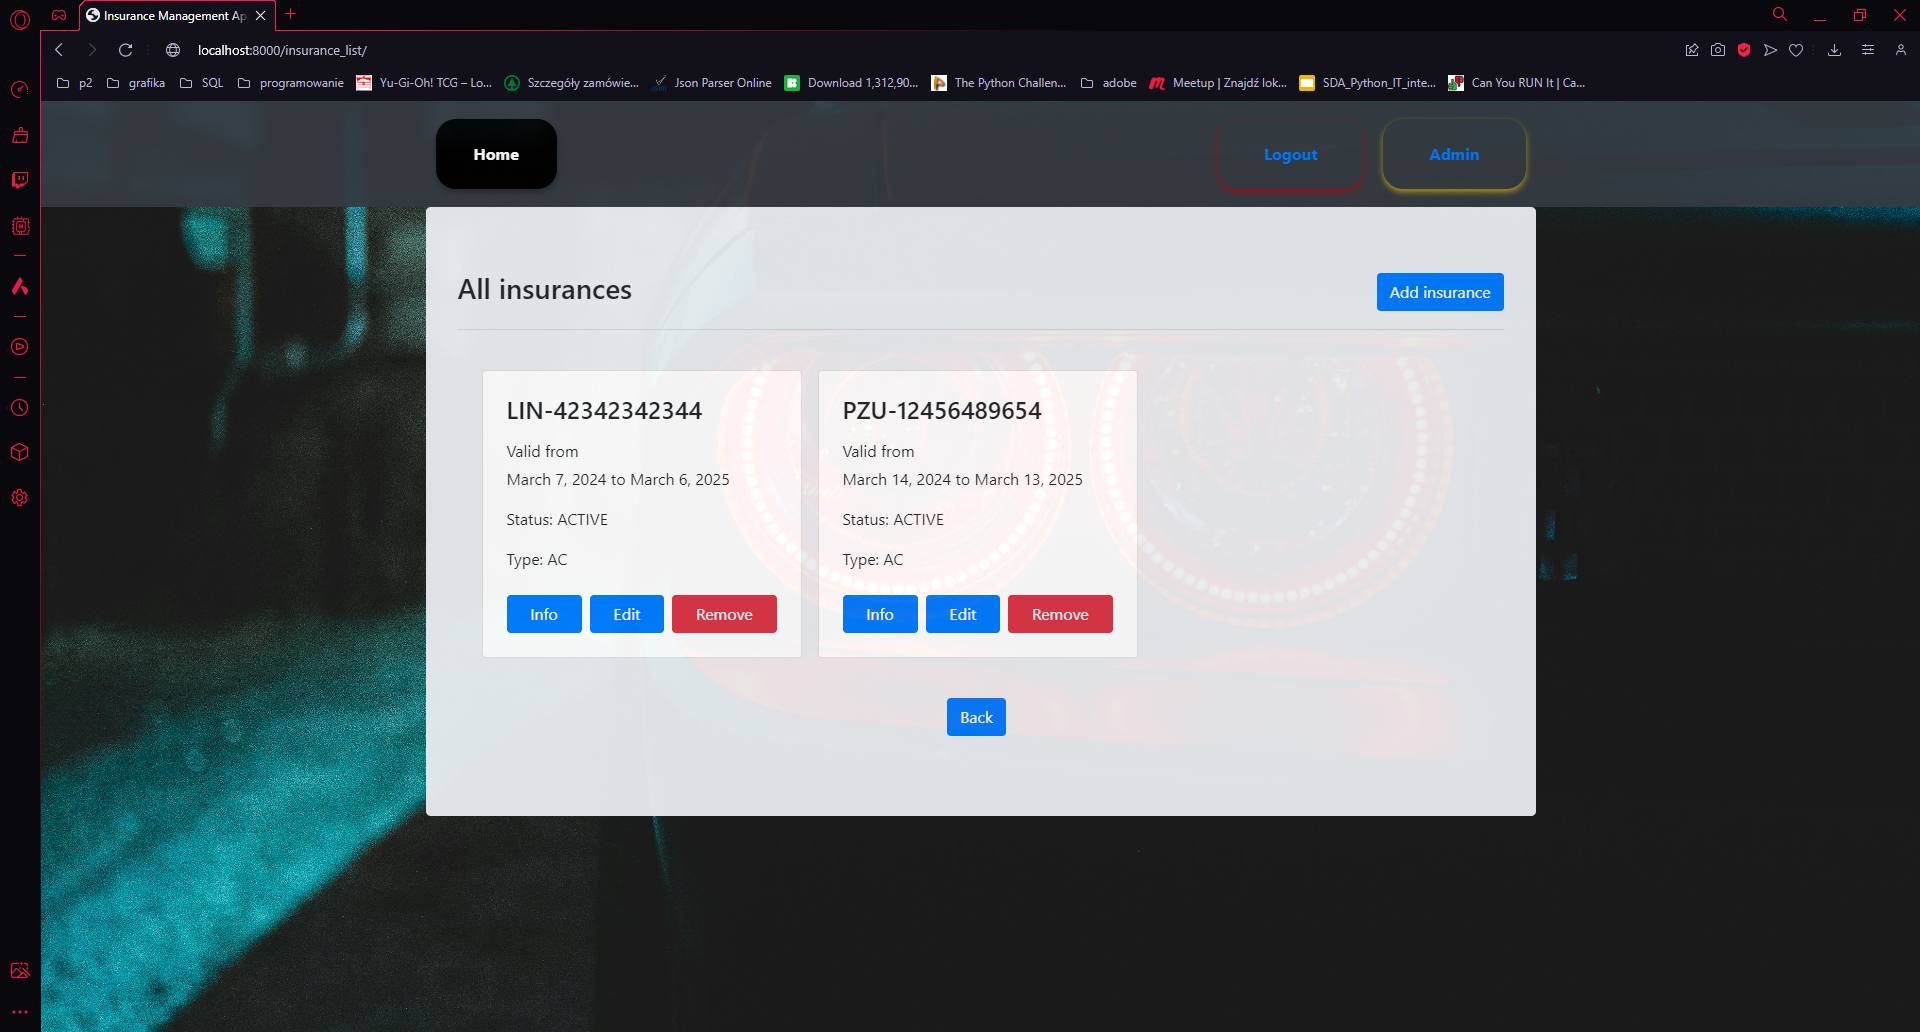 Insurance Management Ap
localhost:8000/insurance_list/
p2
grafika
SQL
programowanie
Yu-Gi-Oh! TCG – Lo...
Szczegóły zamówie...
Json Parser Online
Download 1,312,90...
The Python Challen...
adobe
Meetup | Znajdź lok...
SDA_Python_IT_inte...
Can You RUN It | Ca...
Home
Logout
Admin
All insurances
Add insurance
LIN-42342342344
Valid from
March 7, 2024 to March 6, 2025
Status: ACTIVE
Type: AC
Info
Edit
Remove
PZU-12456489654
Valid from
March 14, 2024 to March 13, 2025
Status: ACTIVE
Type: AC
Info
Edit
Remove
Back